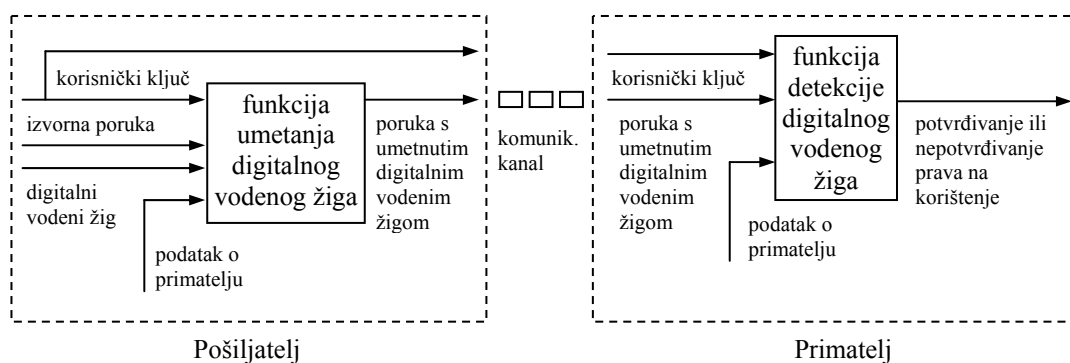 korisnički ključ
izvorna poruka
digitalni
vodeni žig
podatak o
primatelju
funkcija
umetanja
digitalnog
vodenog žiga
poruka s
umetnutim
digitalnim
vodenim
žigom
komunik.
kanal
korisnički ključ
poruka s
umetnutim
digitalnim
vodenim
žigom
podatak o
primatelju
funkcija
detekcije
digitalnog
vodenog
žiga
potvrđivanje ili
nepotvrđivanje
prava na
korištenje
Pošiljatelj
Primatelj